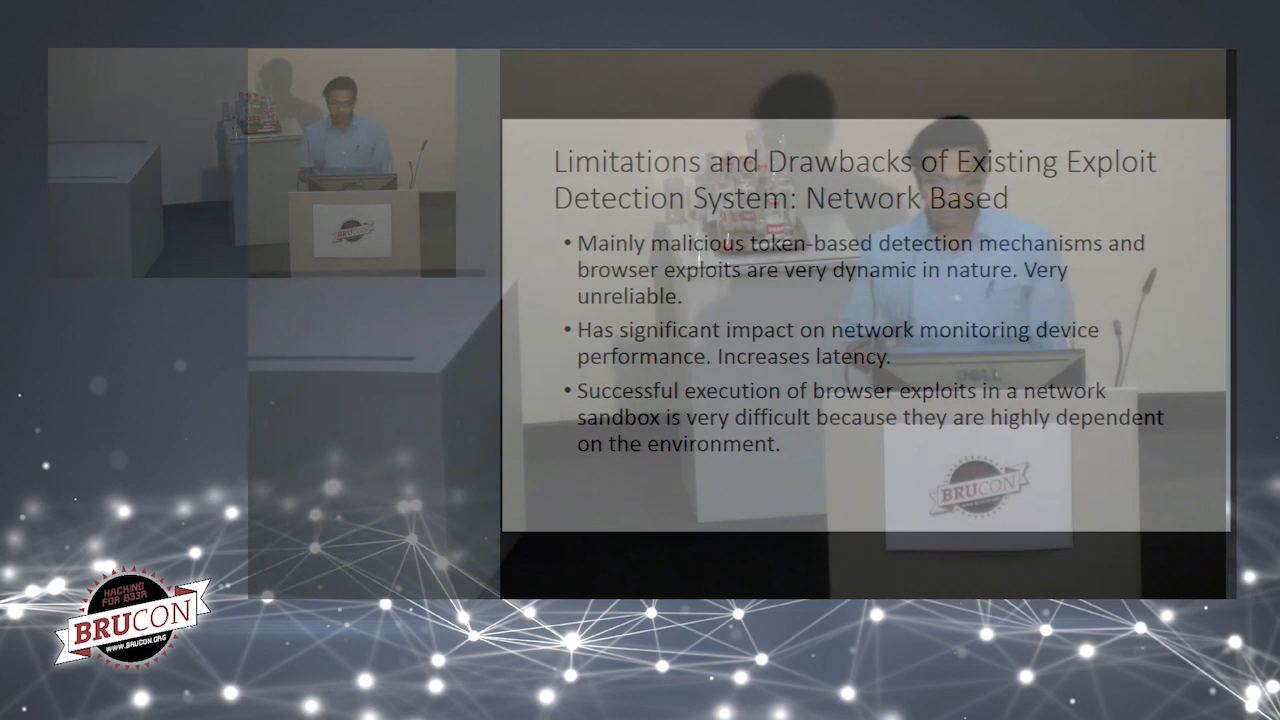 Limitations and Drawbacks of Existing Exploit
Detection System: Network Based
• Mainly malicious token-based detection mechanisms and
browser exploits are very dynamic in nature. Very
unreliable.
• Has significant impact on network monitoring device
performance. Increases latency.
• Successful execution of browser exploits in a network
sandbox is very difficult because they are highly dependent
on the environment.
DELL
BRUCON
BRUCON
HACKING
FOR B33R
BRUCON
WWW.BRUCON.ORG